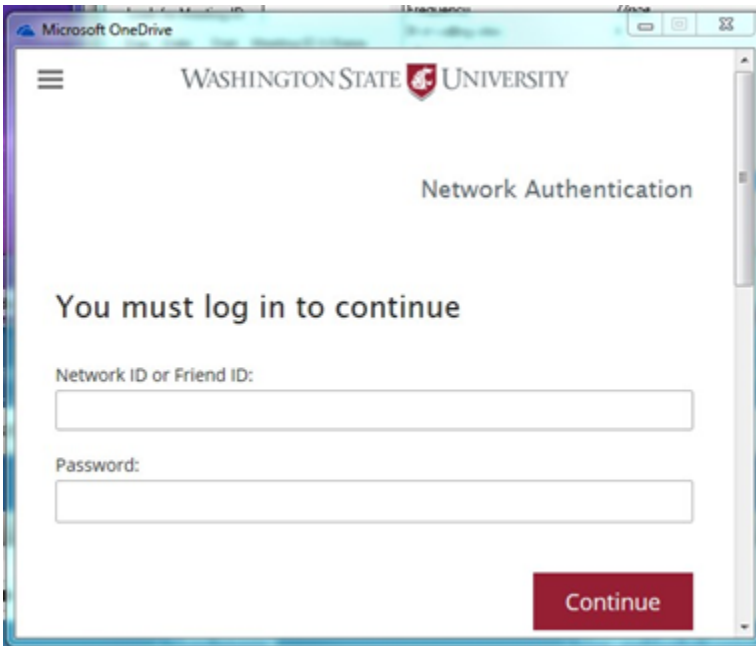 Microsoft OneDrive
WASHINGTON STATE UNIVERSITY
Network Authentication
You must log in to continue
Network ID or Friend ID:
Password:
Continue